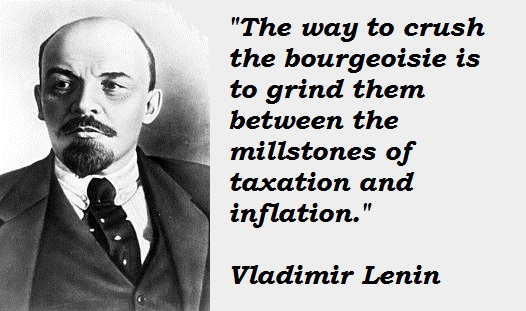 "The way to crush
the bourgeoisie is
to grind them
between the
millstones of
taxation and
inflation."
Vladimir Lenin